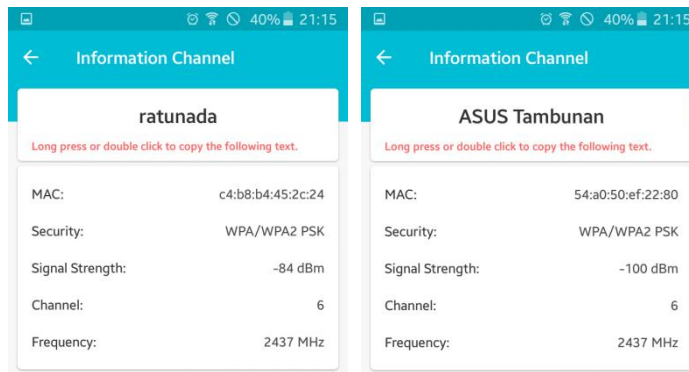 40% 21:15
Information Channel
ratunada
Long press or double click to copy the following text.
MAC: c4:b8:b4:45:2c:24
Security: WPA/WPA2 PSK
Signal Strength: -84 dBm
Channel: 6
Frequency: 2437 MHz
40% 21:15
Information Channel
ASUS Tambunan
Long press or double click to copy the following text.
MAC: 54:a0:50:ef:22:80
Security: WPA/WPA2 PSK
Signal Strength: -100 dBm
Channel: 6
Frequency: 2437 MHz